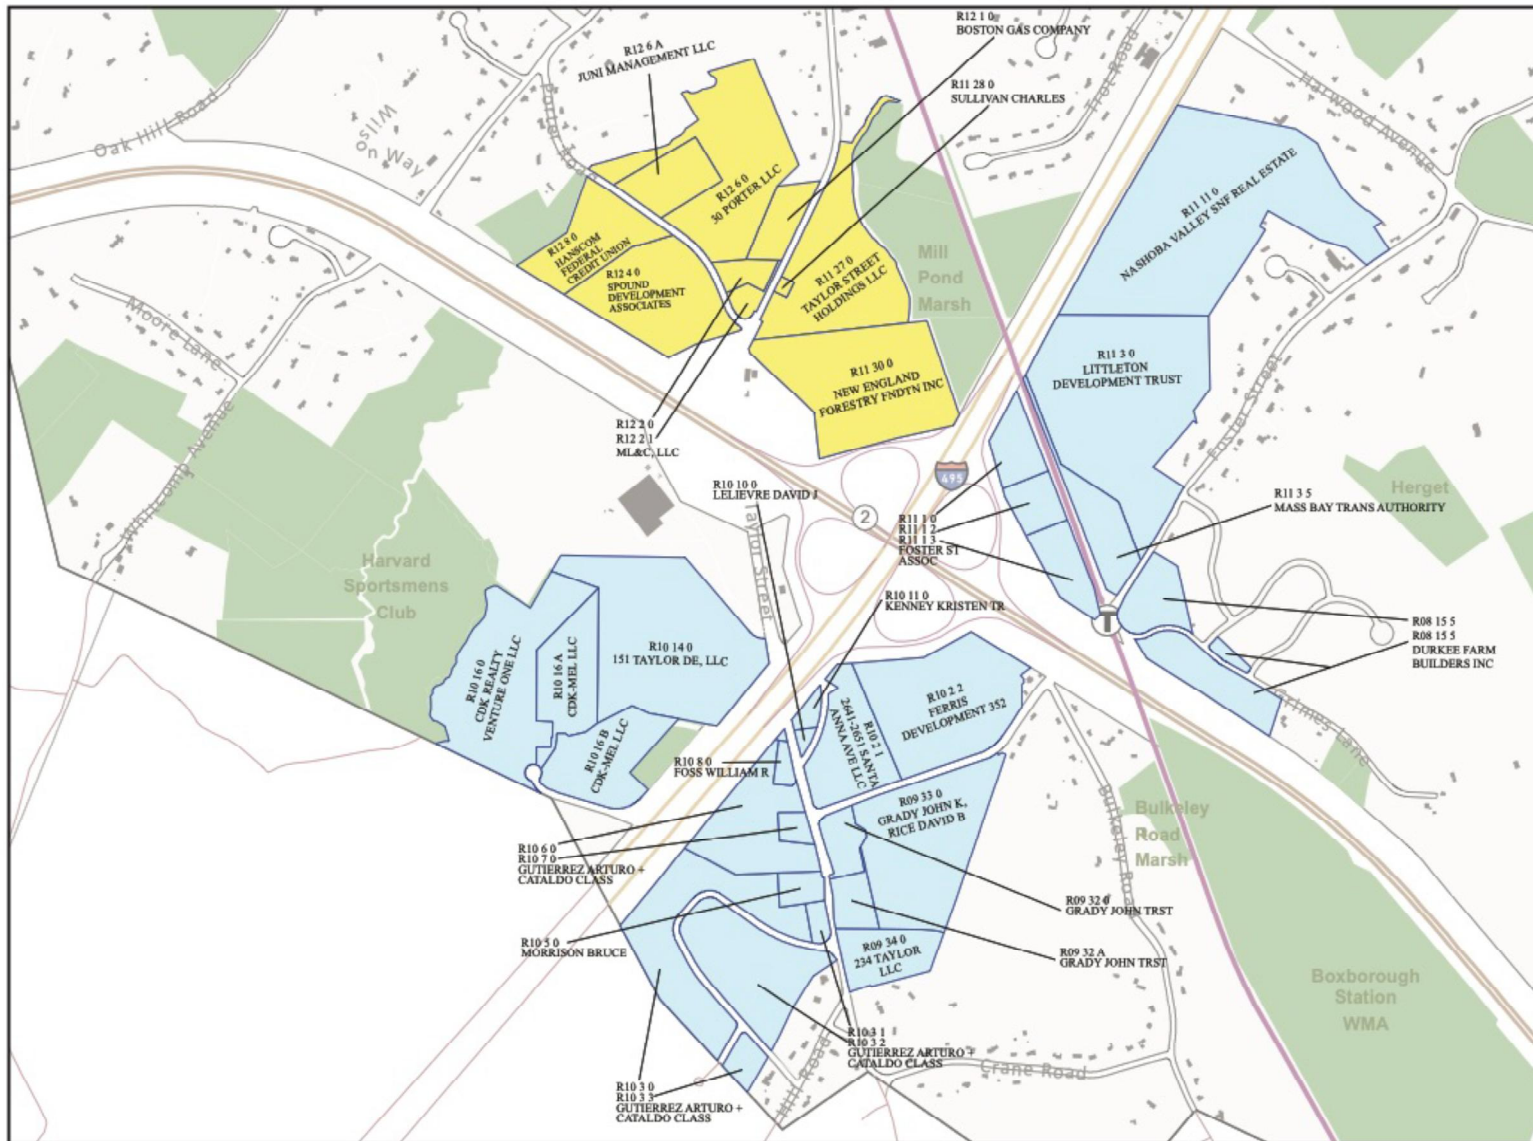 R12 1 0
BOSTON GAS COMPANY
R12 6 A
JUNI MANAGEMENT LLC
R11 28 0
SULLIVAN CHARLES
Oak Hill Road
Wils
on Way
Porter Road
Trot Road
Harwood Avenue
R12 6 0
30 PORTER LLC
R11 11 0
NASHOBA VALLEY SNF REAL ESTATE
R12 8 0
HANSCOM
FEDERAL
CREDIT UNION
R12 4 0
SPOUND
DEVELOPMENT
ASSOCIATES
R11 27 0
TAYLOR STREET
HOLDINGS LLC
Mill
Pond
Marsh
Moore Lane
R11 3 0
LITTLETON
DEVELOPMENT TRUST
R11 30 0
NEW ENGLAND
FORESTRY FNDTN INC
Foster Street
Whitcomb Avenue
R12 2 0
R12 2 1
ML&C, LLC
495
2
R10 10 0
LELIEVRE DAVID J
Taylor Street
Herget
R11 3 5
MASS BAY TRANS AUTHORITY
R11 1 0
R11 1 2
R11 1 3
FOSTER ST
ASSOC
Harvard
Sportsmens
Club
R10 11 0
KENNEY KRISTEN TR
T
R08 15 5
R08 15 5
DURKEE FARM
BUILDERS INC
R10 16 0
CDK REALTY
VENTURE ONE LLC
R10 16 A
CDK-MEL LLC
R10 14 0
151 TAYLOR DE, LLC
R10 16 B
CDK-MEL LLC
R10 2 1
2641-2651 SANTA
ANNA AVE LLC
R10 2 2
FERRIS
DEVELOPMENT 352
Grimes Lane
R10 8 0
FOSS WILLIAM R
R09 33 0
GRADY JOHN K,
RICE DAVID B
Bulkeley Road
Bulkeley
Road
Marsh
R10 6 0
R10 7 0
GUTIERREZ ARTURO +
CATALDO CLASS
R09 32 0
GRADY JOHN TRST
R10 5 0
MORRISON BRUCE
R09 34 0
234 TAYLOR
LLC
R09 32 A
GRADY JOHN TRST
Boxborough
Station
WMA
R10 3 1
R10 3 2
GUTIERREZ ARTURO +
CATALDO CLASS
Crane Road
Hill Road
R10 3 0
R10 3 3
GUTIERREZ ARTURO +
CATALDO CLASS